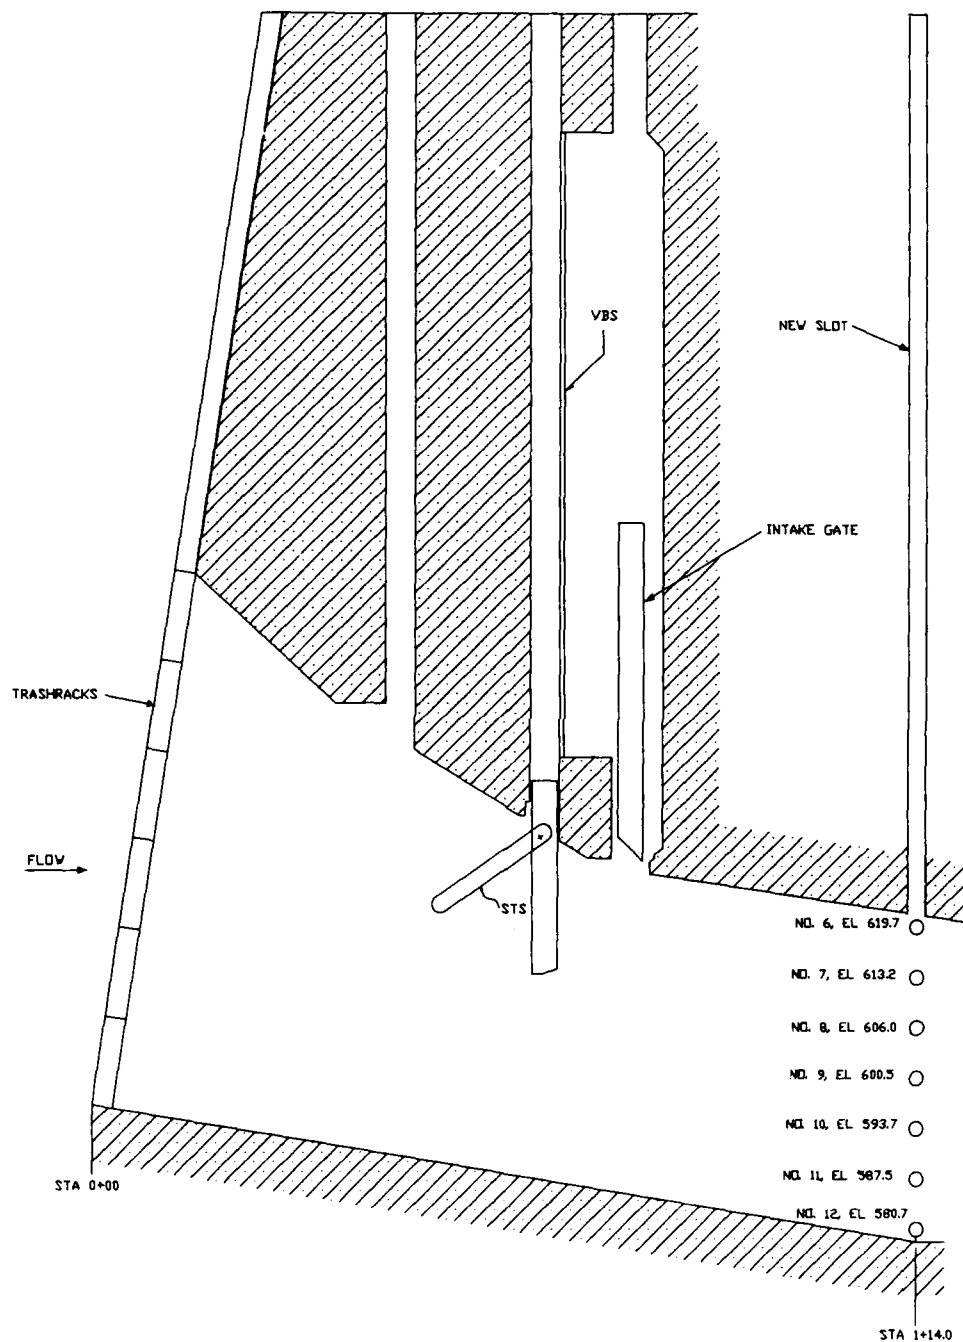 VBS
NEW SLOT
INTAKE GATE
TRASHRACKS
FLOW
STS
NO. 6, EL 619.7
NO. 7, EL 613.2
NO. 8, EL 606.0
NO. 9, EL 600.5
NO. 10, EL 593.7
NO. 11, EL 587.5
NO. 12, EL 580.7
STA 0+00
STA 1+14.0